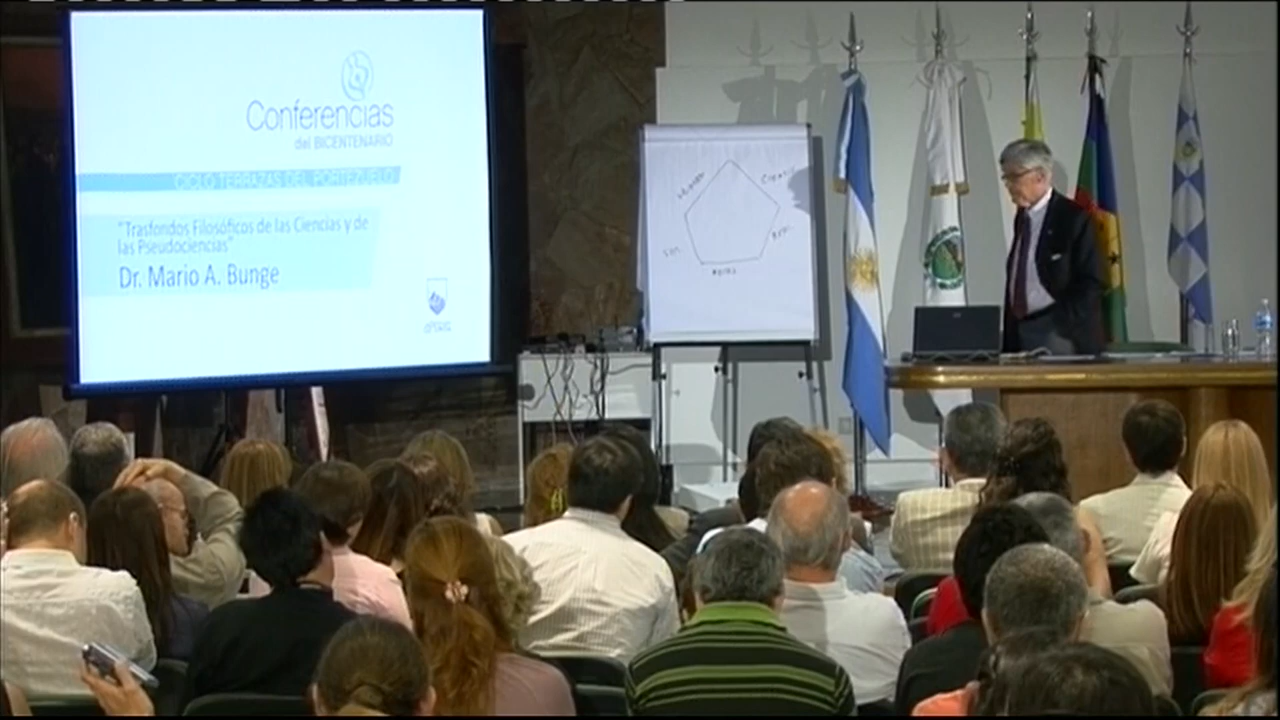 Conferencias
del BICENTENARIO
CICLO TERRAZAS DEL PORTEZUELO
"Trasfondos Filosóficos de las Ciencias y de
las Pseudociencias"
Dr. Mario A. Bunge